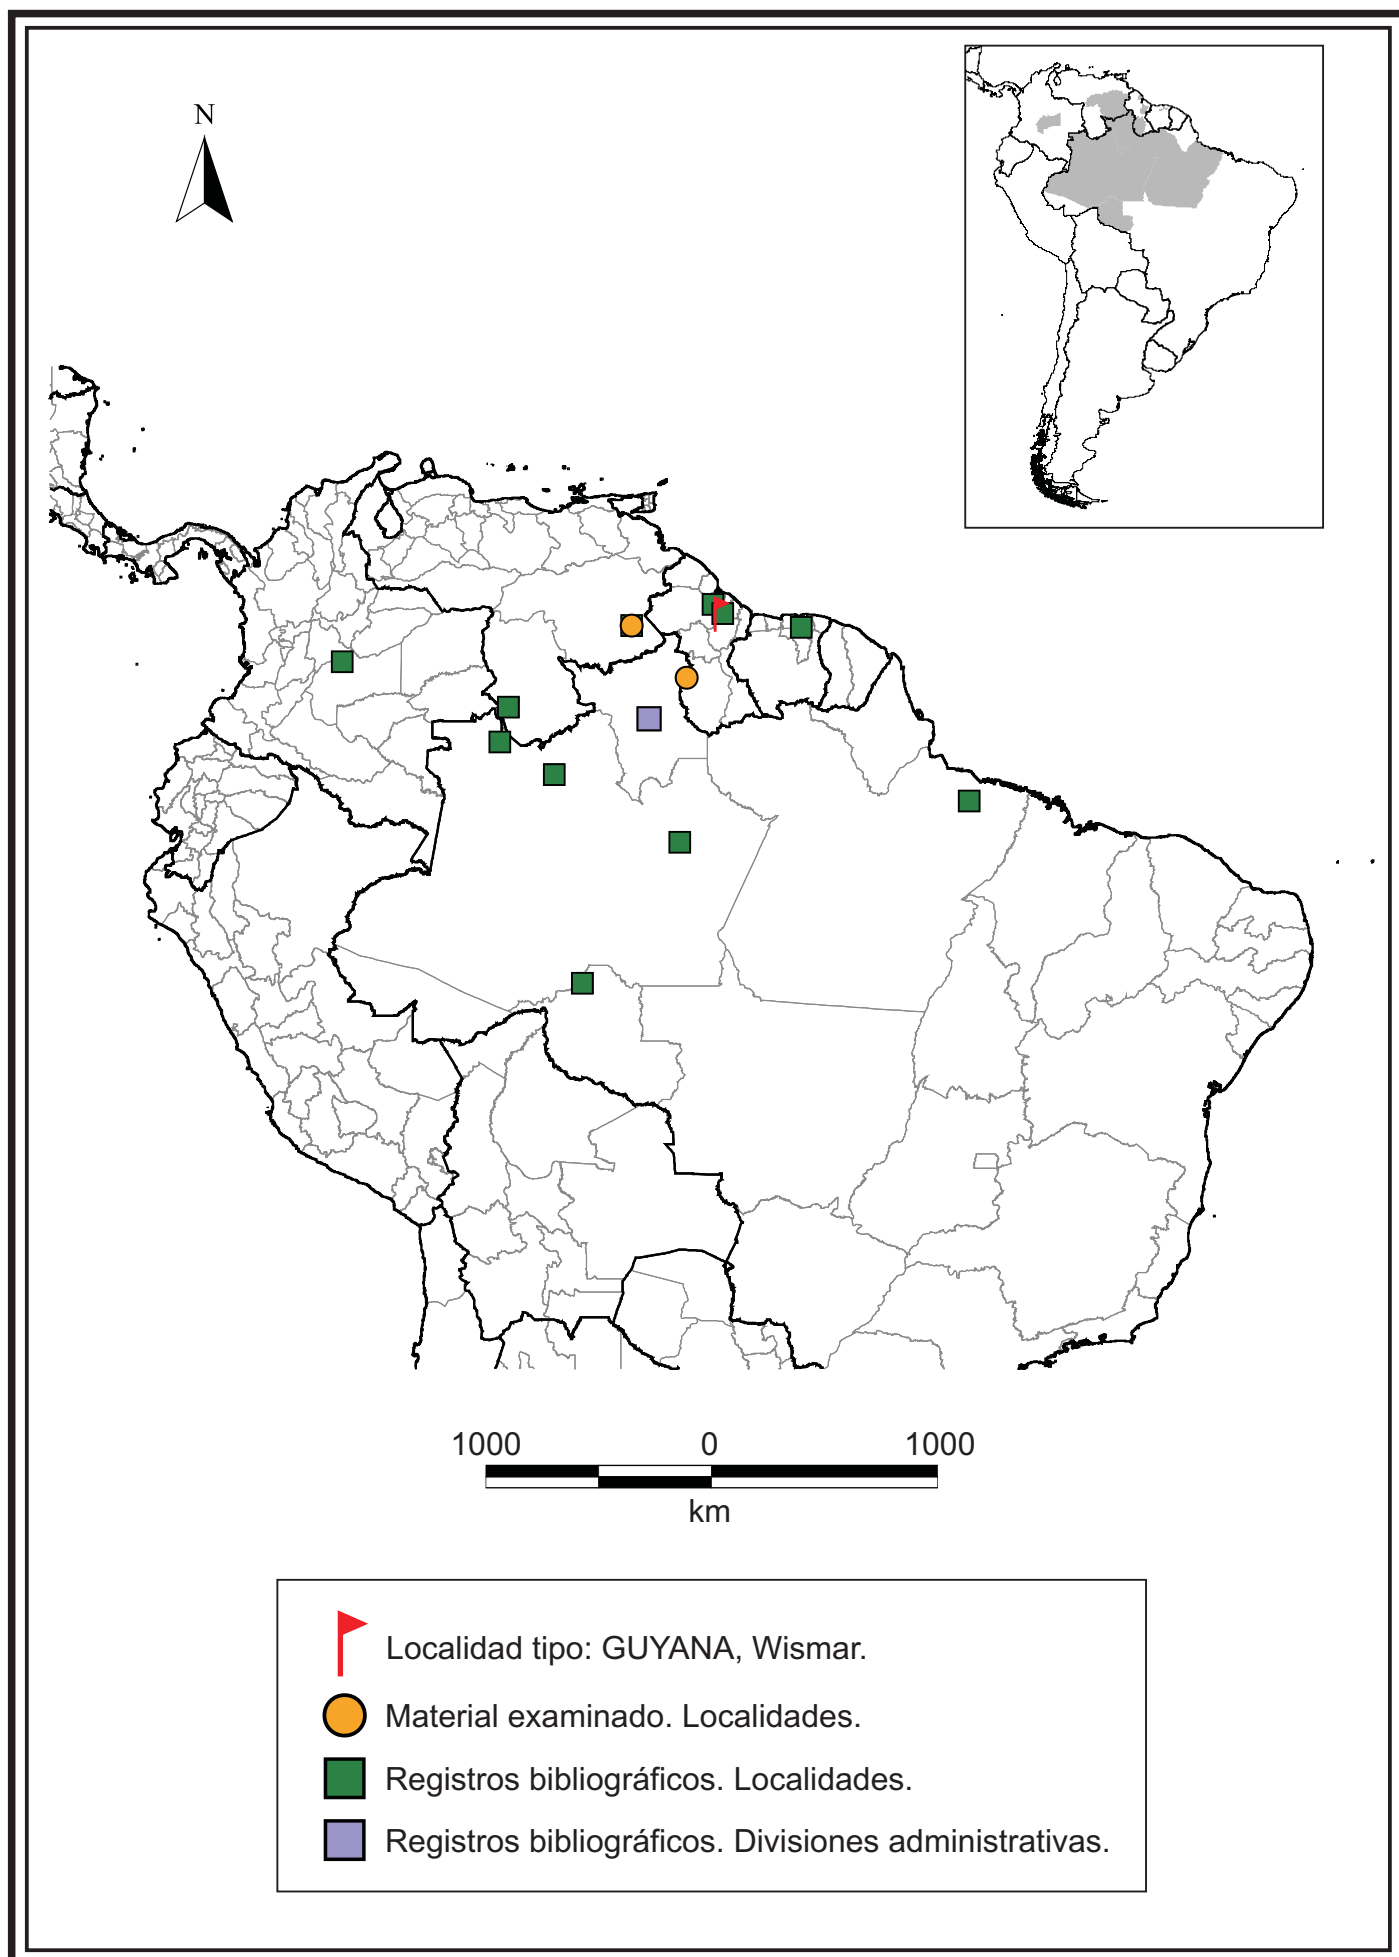 N
1000 0 1000
km
Localidad tipo: GUYANA, Wismar.
Material examinado. Localidades.
Registros bibliográficos. Localidades.
Registros bibliográficos. Divisiones administrativas.